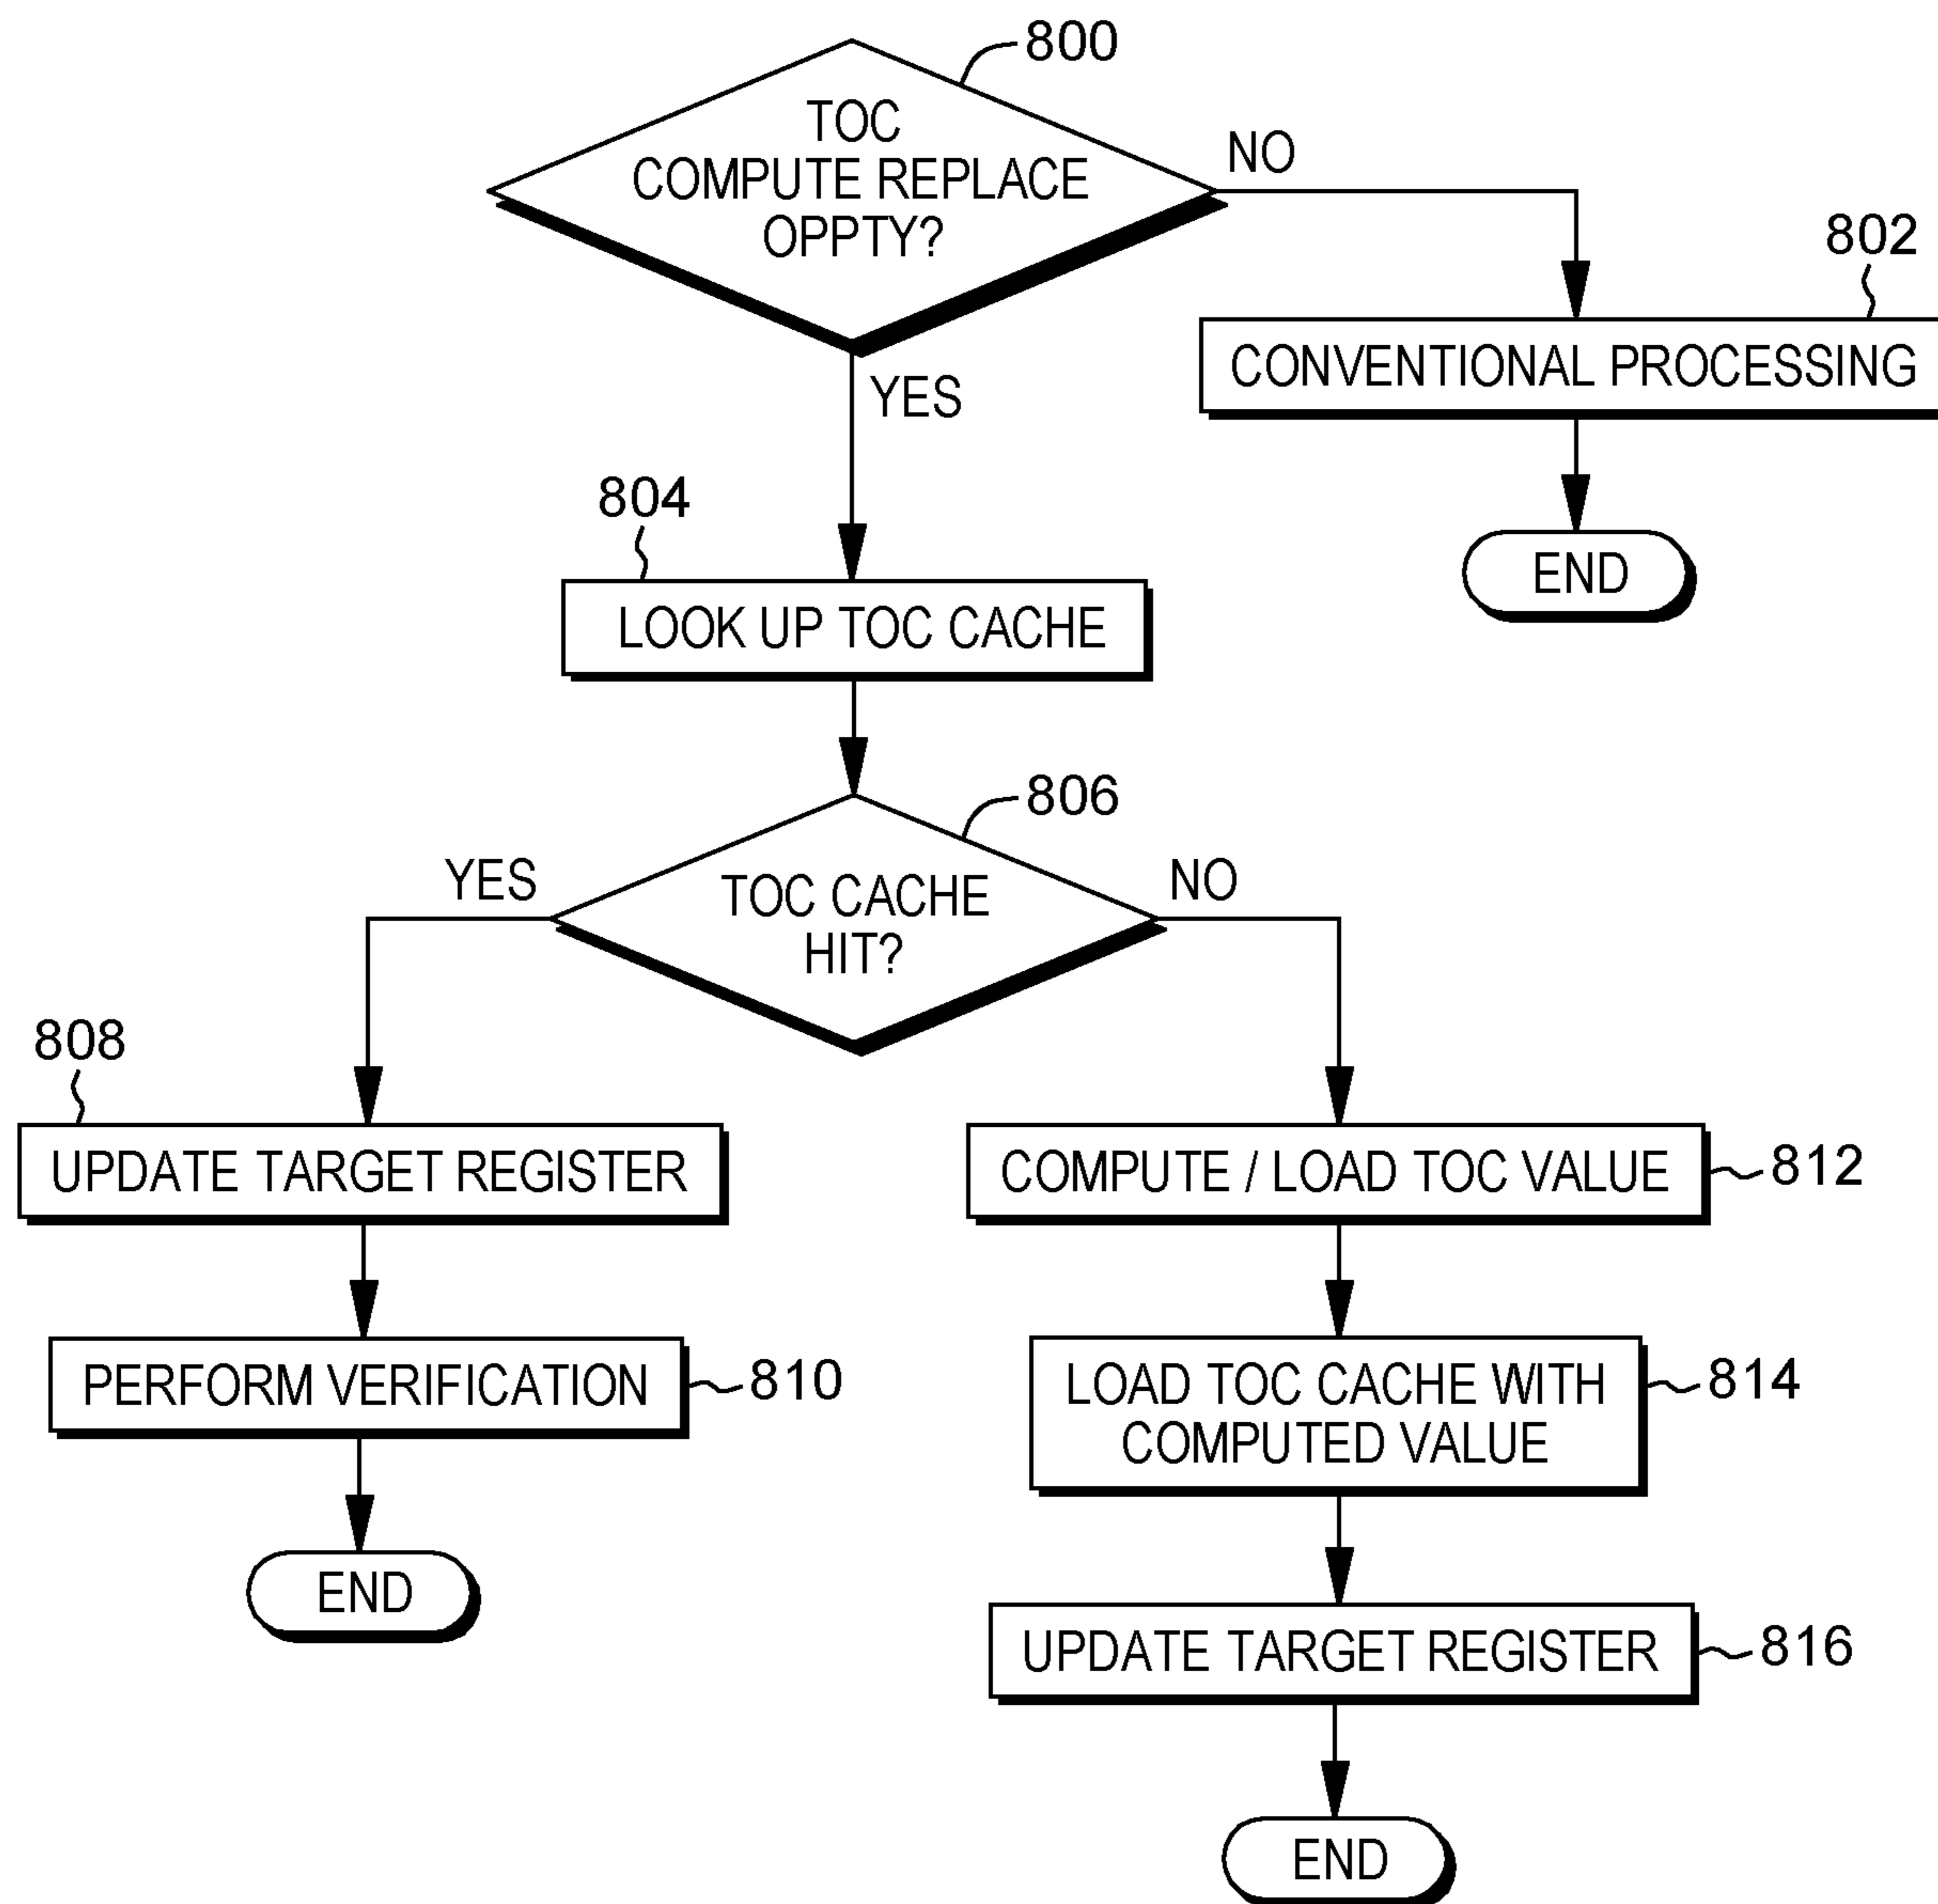 800
TOC
COMPUTE REPLACE
OPPTY?
NO
802
CONVENTIONAL PROCESSING
YES
END
804
LOOK UP TOC CACHE
806
YES
TOC CACHE
HIT?
NO
808
UPDATE TARGET REGISTER
COMPUTE / LOAD TOC VALUE
812
PERFORM VERIFICATION
810
LOAD TOC CACHE WITH
COMPUTED VALUE
814
END
UPDATE TARGET REGISTER
816
END